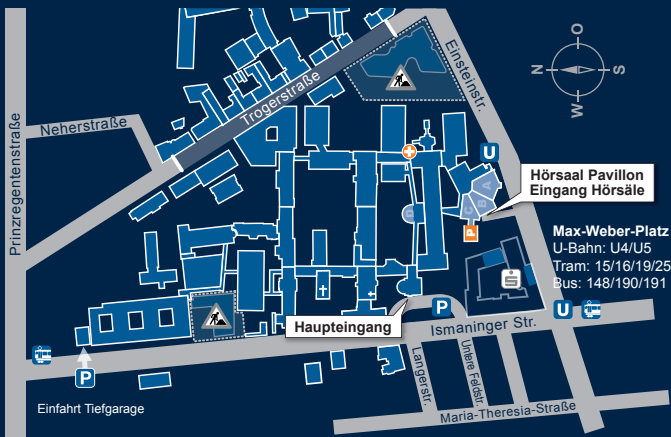 Einsteinstr.
O
N
S
W
Trogerstraße
Neherstraße
Prinzregentenstraße
U
A
B
C
D
P
Hörsaal Pavillon
Eingang Hörsäle
Max-Weber-Platz
U-Bahn: U4/U5
Tram: 15/16/19/25
Bus: 148/190/191
Haupteingang
P
Ismaninger Str.
U
Langerstr.
Untere Feldstr.
P
Einfahrt Tiefgarage
Maria-Theresia-Straße